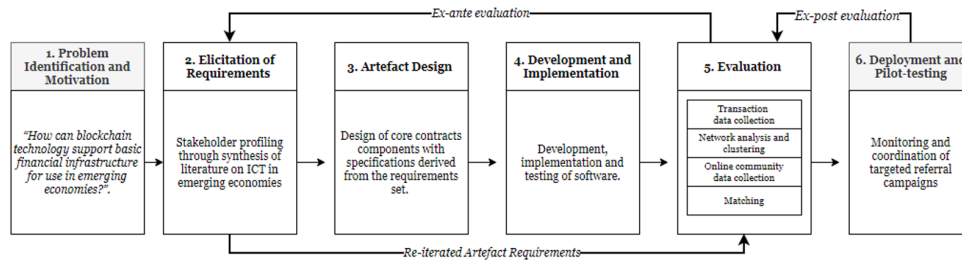 Ex-ante evaluation
Ex-post evaluation
1. Problem
Identification and
Motivation
"How can blockchain
technology support basic
financial infrastructure
for use in emerging
economies?".
2. Elicitation of
Requirements
Stakeholder profiling
through synthesis of
literature on ICT in
emerging economies
3. Artefact Design
Design of core contracts
components with
specifications derived
from the requirements
set.
4. Development and
Implementation
Development,
implementation and
testing of software.
5. Evaluation
Transaction
data collection
Network analysis and
clustering
Online community
data collection
Matching
6. Deployment and
Pilot-testing
Monitoring and
coordination of
targeted referral
campaigns
Re-iterated Artefact Requirements